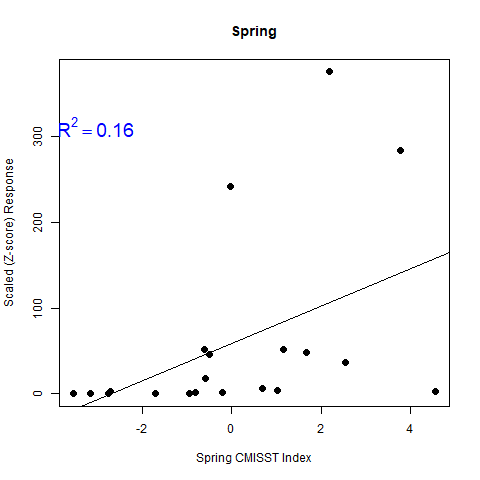 Spring
R² = 0.16
Scaled (Z-score) Response
300
200
100
0
-2 0 2 4
Spring CMISST Index